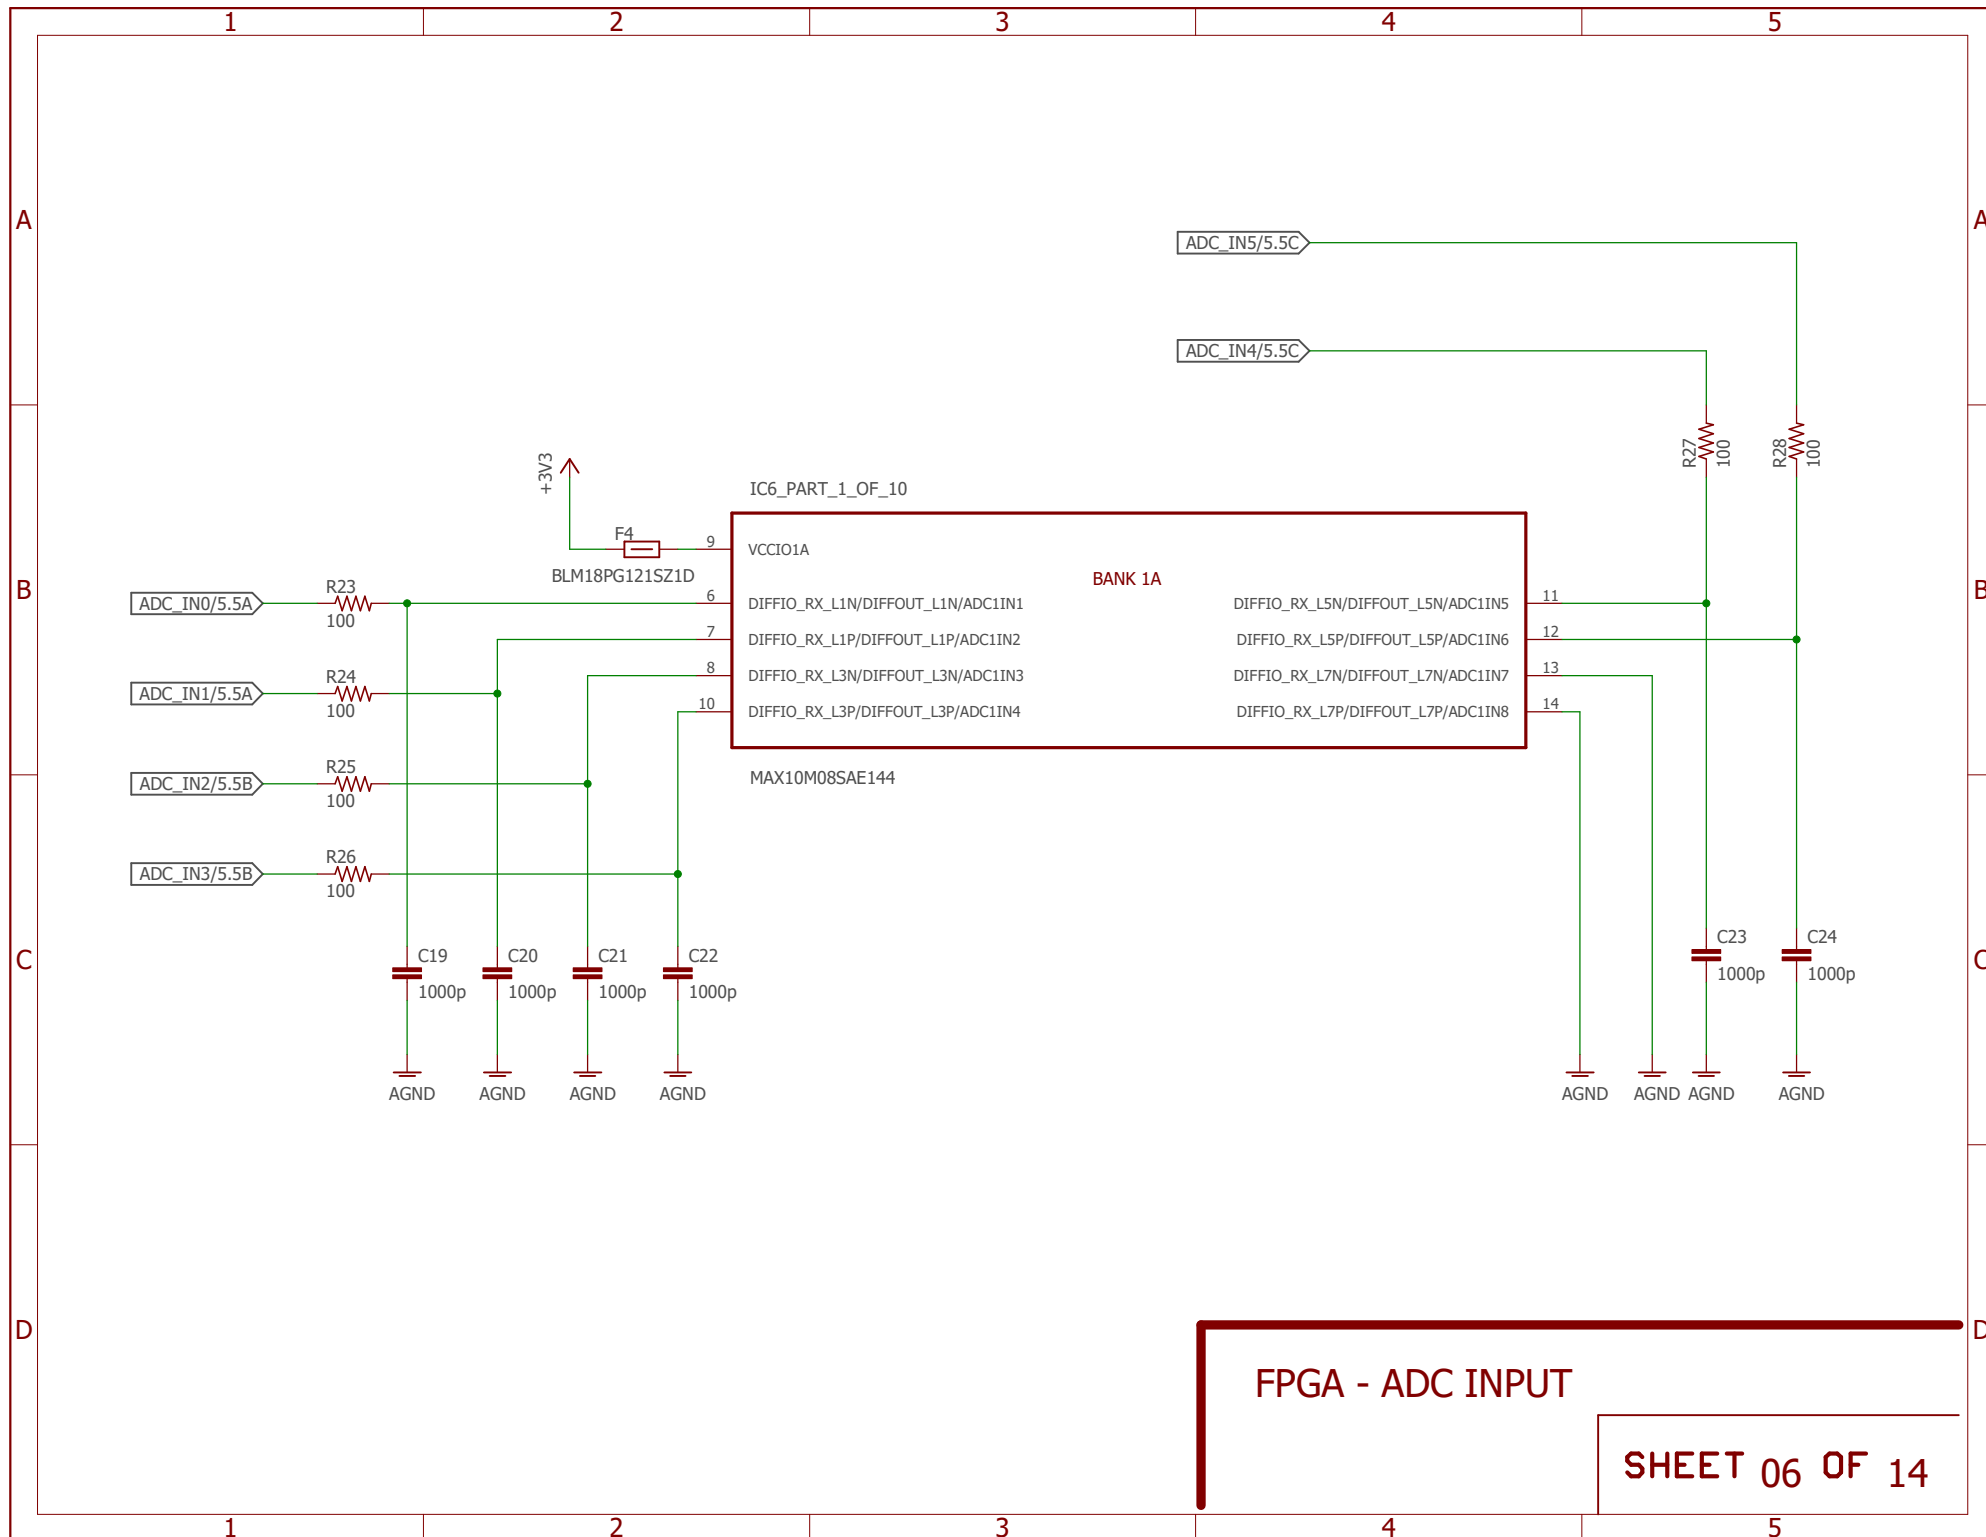 1 2 3 4 5
A A
ADC_IN5/5.5C
ADC_IN4/5.5C
R27 100
R28 100
+3V3
IC6_PART_1_OF_10
F4
BLM18PG121SZ1D
9 VCCIO1A
BANK 1A
B B
ADC_IN0/5.5A
R23
100
6 DIFFIO_RX_L1N/DIFFOUT_L1N/ADC1IN1
DIFFIO_RX_L5N/DIFFOUT_L5N/ADC1IN5 11
7 DIFFIO_RX_L1P/DIFFOUT_L1P/ADC1IN2
DIFFIO_RX_L5P/DIFFOUT_L5P/ADC1IN6 12
8 DIFFIO_RX_L3N/DIFFOUT_L3N/ADC1IN3
DIFFIO_RX_L7N/DIFFOUT_L7N/ADC1IN7 13
10 DIFFIO_RX_L3P/DIFFOUT_L3P/ADC1IN4
DIFFIO_RX_L7P/DIFFOUT_L7P/ADC1IN8 14
ADC_IN1/5.5A
R24
100
MAX10M08SAE144
ADC_IN2/5.5B
R25
100
ADC_IN3/5.5B
R26
100
C C
C19
1000p
C20
1000p
C21
1000p
C22
1000p
C23
1000p
C24
1000p
AGND AGND AGND AGND AGND AGND AGND AGND
D D
FPGA - ADC INPUT
SHEET 06 OF 14
1 2 3 4 5